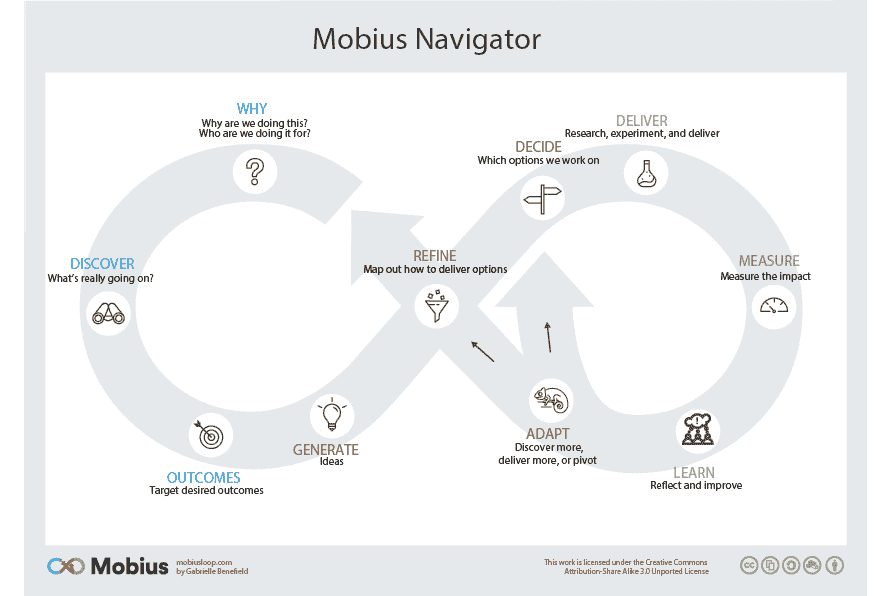 Mobius Navigator
WHY
Why are we doing this?
Who are we doing it for?
DELIVER
Research, experiment, and deliver
DECIDE
Which options we work on
DISCOVER
What's really going on?
REFINE
Map out how to deliver options
MEASURE
Measure the impact
GENERATE
Ideas
ADAPT
Discover more,
deliver more, or pivot
OUTCOMES
Target desired outcomes
LEARN
Reflect and improve
Mobius
mobiusloop.com
by Gabrielle Benefield
This work is licensed under the Creative Commons
Attribution-Share Alike 3.0 Unported License
cc